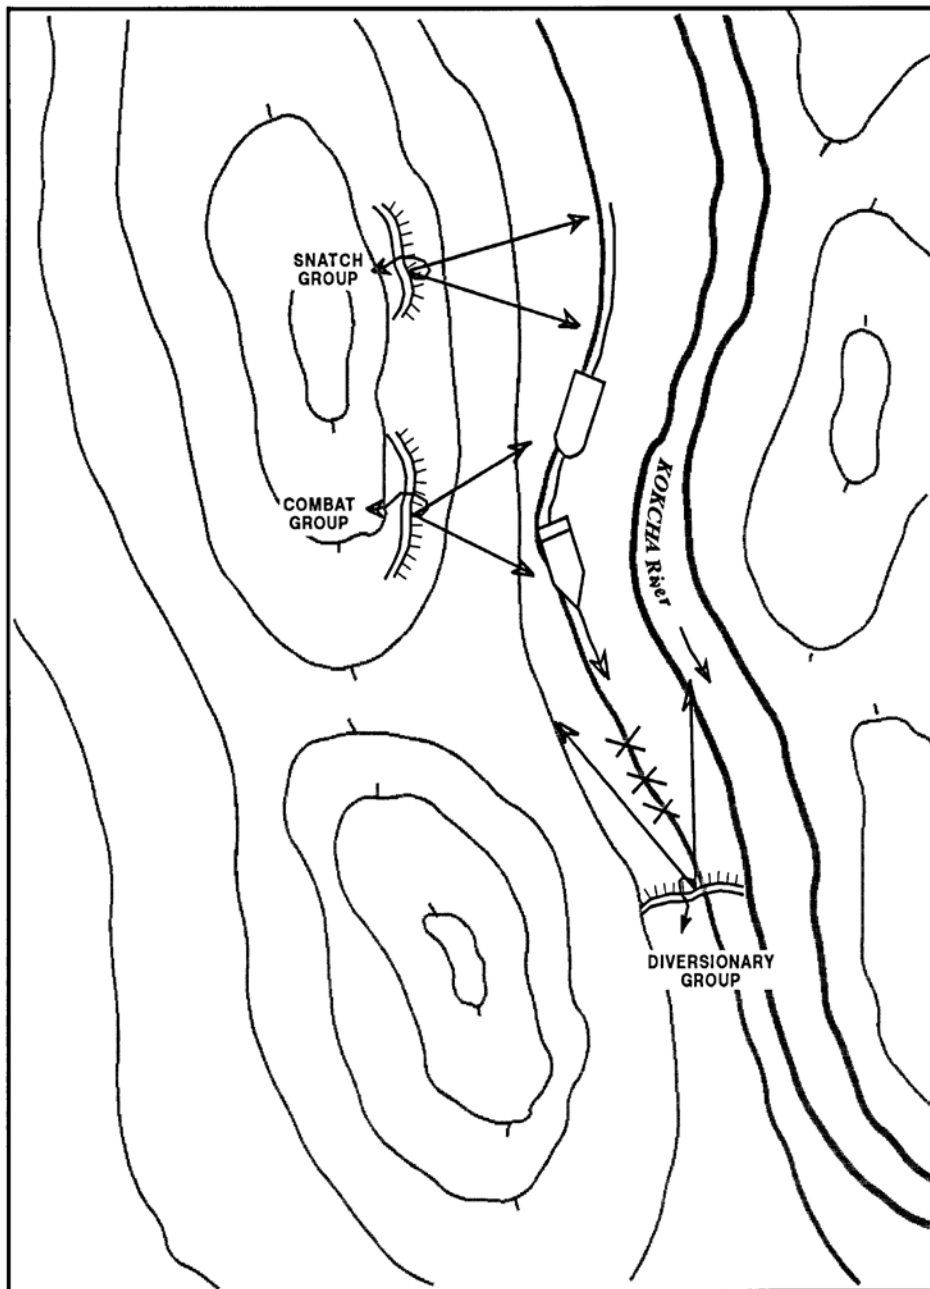 SNATCH
GROUP
COMBAT
GROUP
KOKCHA River
DIVERSIONARY
GROUP